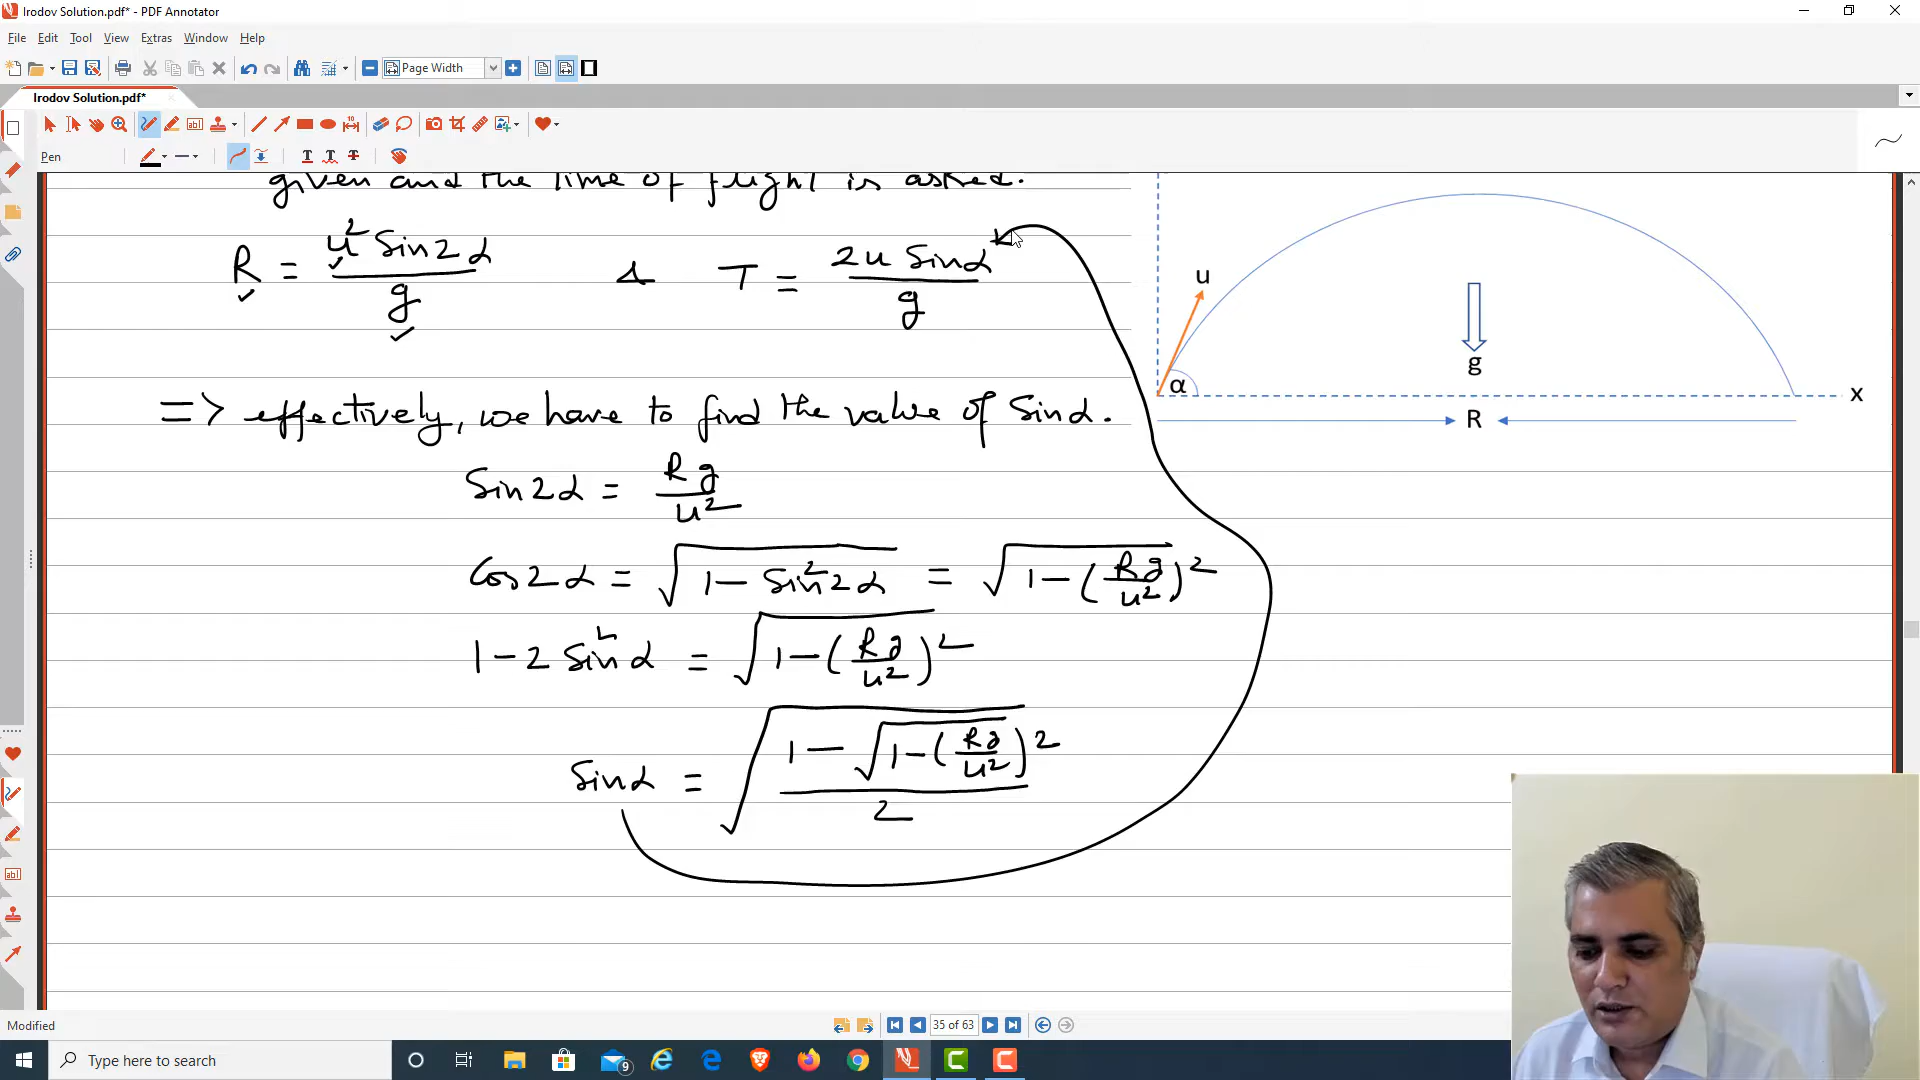 Irodov Solution.pdf* - PDF Annotator
File Edit Tool View Extras Window Help
Page Width
Irodov Solution.pdf*
Pen
given and the time of flight is asked.
R = u² Sin2α / g & T = 2u Sinα / g
=> effectively, we have to find the value of Sinα.
Sin2α = Rg / u²
Cos2α = √(1 - Sin²2α) = √(1 - (Rg/u²)²)
1 - 2 Sin²α = √(1 - (Rg/u²)²)
Sinα = √((1 - √(1 - (Rg/u²)²)) / 2)
u
α
g
x
R
Modified
35 of 63
Type here to search
9